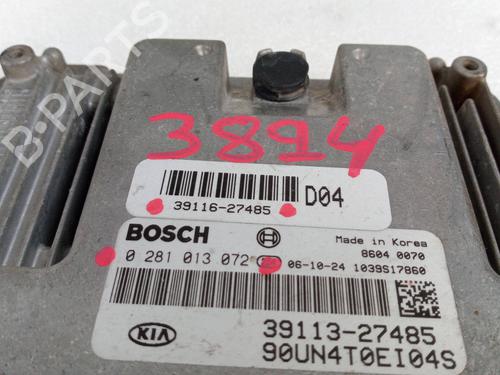 B-PARTS
3894
39116-27485 D04
BOSCH
Made in Korea
8604 0070
0 281 013 072 06-10-24 1039S17860
KIA
39113-27485
90UN4T0EI04S